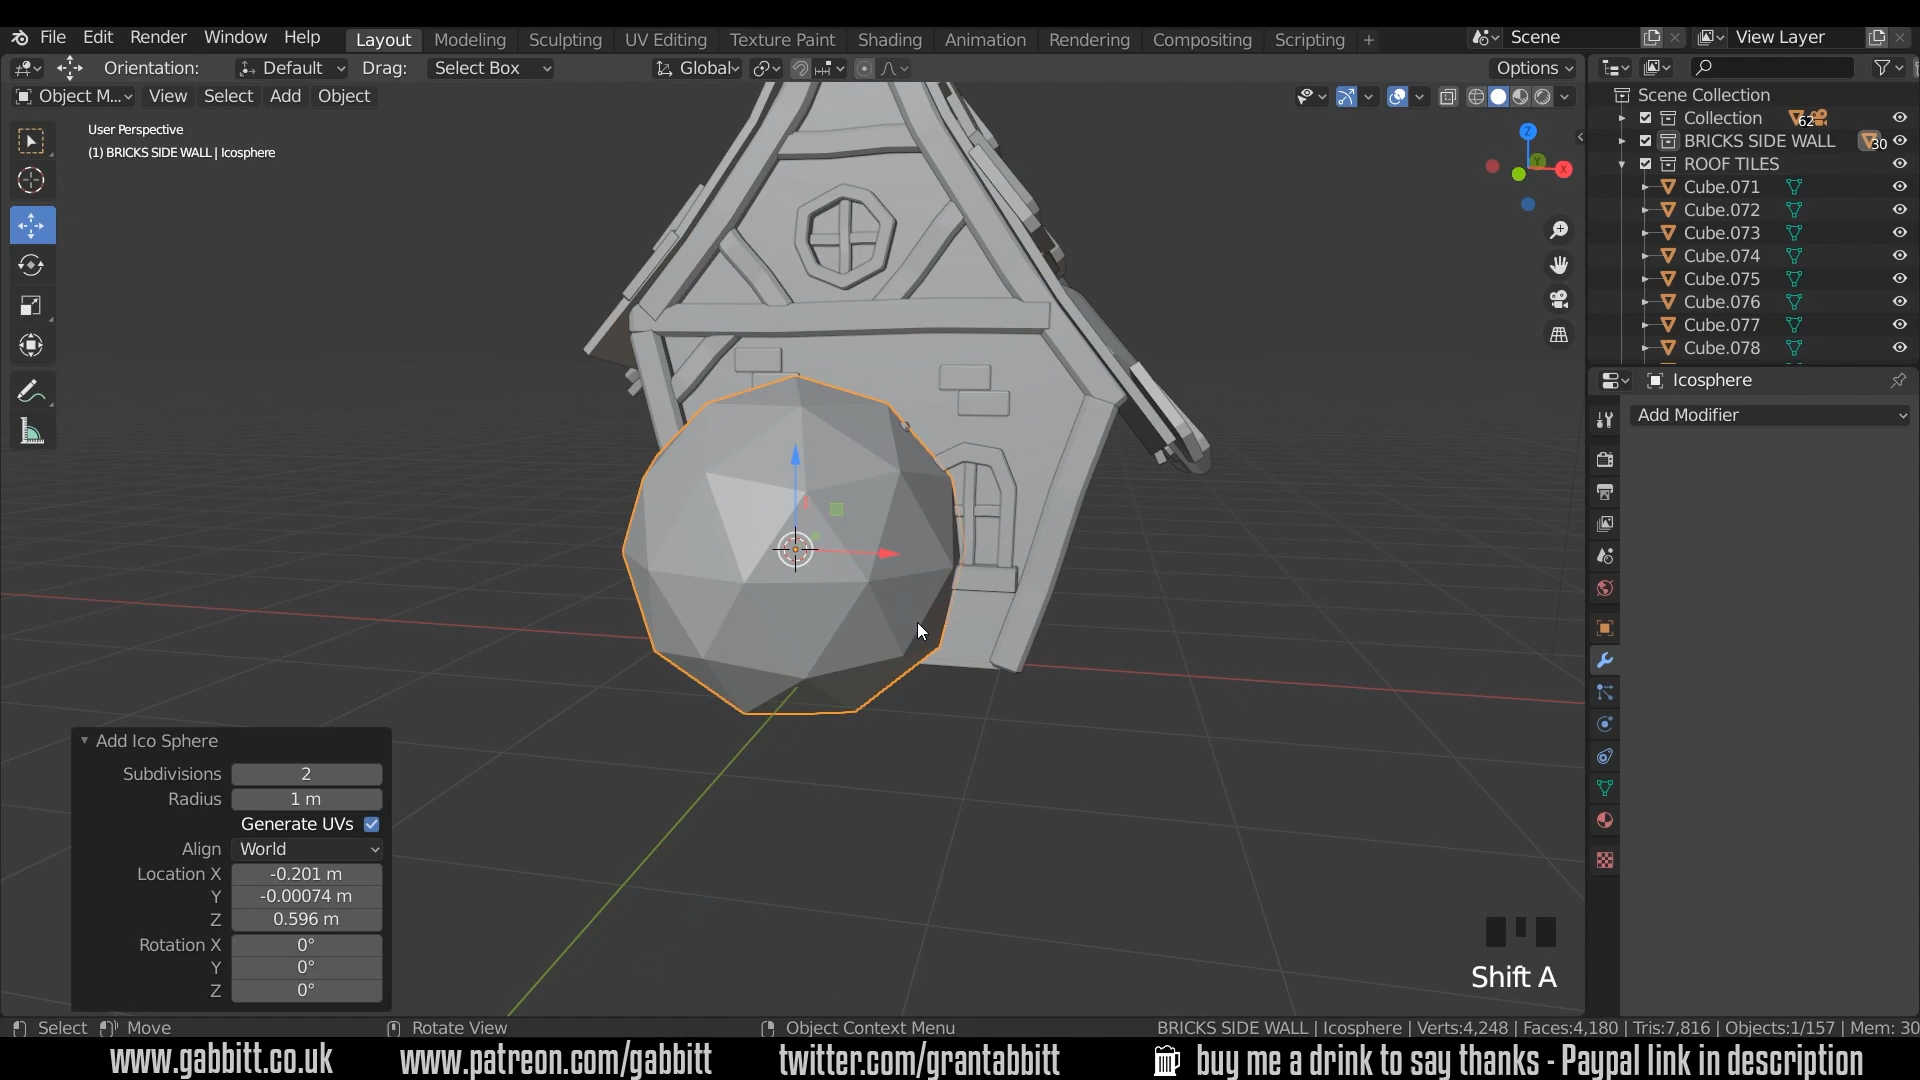 File Edit Render Window Help Layout Modeling Sculpting UV Editing Texture Paint Shading Animation Rendering Compositing Scripting + Scene View Layer
Orientation: Default Drag: Select Box Global Options
Object M... View Select Add Object
User Perspective
(1) BRICKS SIDE WALL | Icosphere
Z
Y
X
Scene Collection
Collection 62
BRICKS SIDE WALL 30
ROOF TILES
Cube.071
Cube.072
Cube.073
Cube.074
Cube.075
Cube.076
Cube.077
Cube.078
Icosphere
Add Modifier
Add Ico Sphere
Subdivisions 2
Radius 1 m
Generate UVs
Align World
Location X -0.201 m
Y -0.00074 m
Z 0.596 m
Rotation X 0°
Y 0°
Z 0°
Shift A
Select Move Rotate View Object Context Menu BRICKS SIDE WALL | Icosphere | Verts:4,248 | Faces:4,180 | Tris:7,816 | Objects:1/157 | Mem: 30
www.gabbitt.co.uk www.patreon.com/gabbitt twitter.com/grantabbitt buy me a drink to say thanks - Paypal link in description